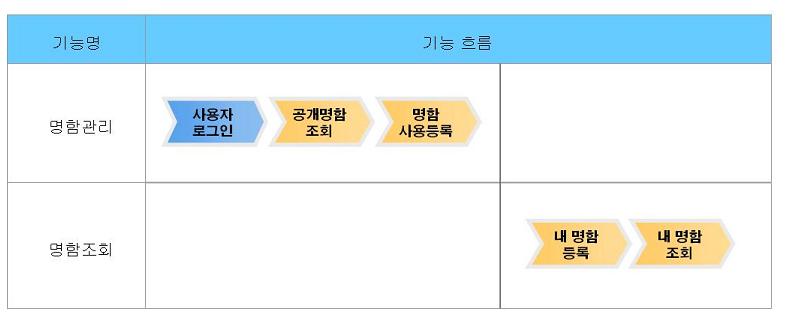 기능명
기능 흐름
명함관리
사용자
로그인
공개명함
조회
명함
사용등록
명함조회
내 명함
등록
내 명함
조회